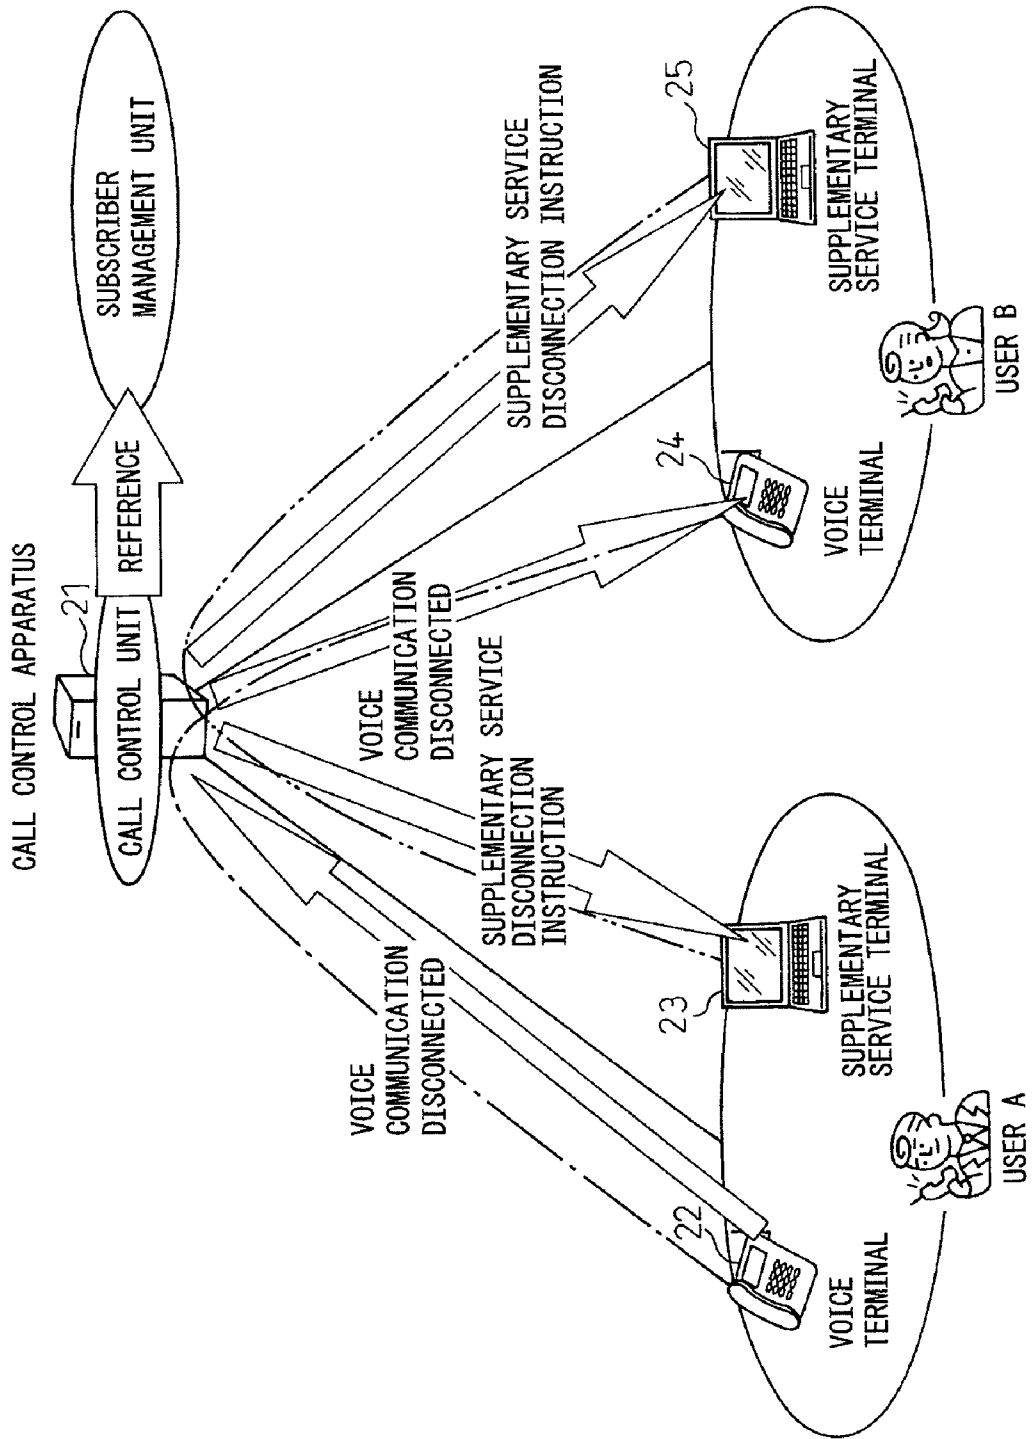 CALL CONTROL APPARATUS
21
CALL CONTROL UNIT
REFERENCE
SUBSCRIBER
MANAGEMENT UNIT
VOICE
COMMUNICATION
DISCONNECTED
SUPPLEMENTARY SERVICE
DISCONNECTION
INSTRUCTION
VOICE
COMMUNICATION
DISCONNECTED
SUPPLEMENTARY SERVICE
DISCONNECTION INSTRUCTION
22
VOICE
TERMINAL
23
SUPPLEMENTARY
SERVICE TERMINAL
USER A
24
VOICE
TERMINAL
25
SUPPLEMENTARY
SERVICE TERMINAL
USER B